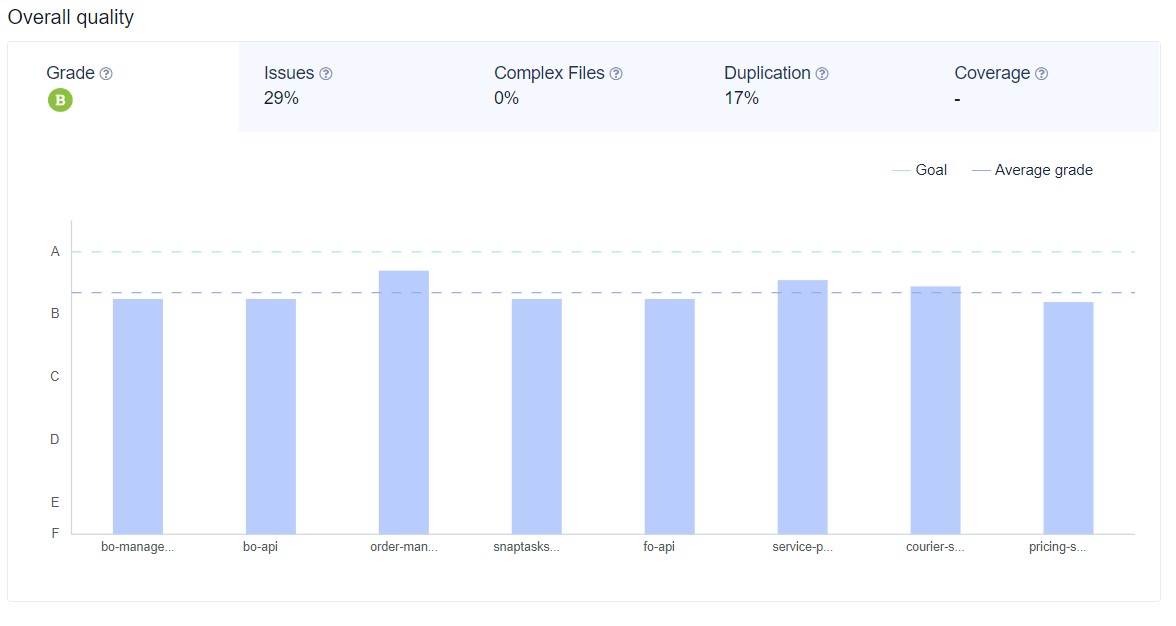 Overall quality
Grade ? Issues ? Complex Files ? Duplication ? Coverage ?
B 29% 0% 17% -
Goal Average grade
A
B
C
D
E
F
bo-manage... bo-api order-man... snaptasks... fo-api service-p... courier-s... pricing-s...